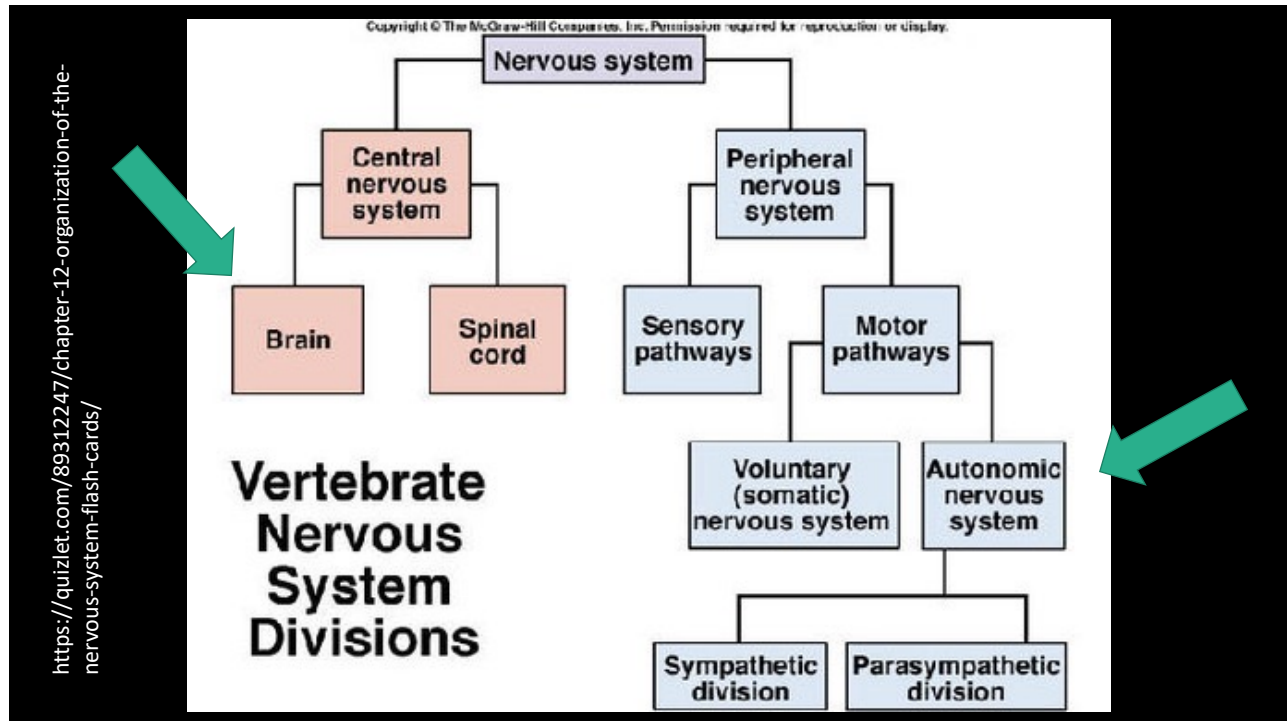 Copyright © The McGraw-Hill Companies, Inc. Permission required for reproduction or display.
Nervous system
Central
nervous
system
Peripheral
nervous
system
Brain
Spinal
cord
Sensory
pathways
Motor
pathways
Voluntary
(somatic)
nervous system
Autonomic
nervous
system
Sympathetic
division
Parasympathetic
division
Vertebrate
Nervous
System
Divisions
https://quizlet.com/89312247/chapter-12-organization-of-the-
nervous-system-flash-cards/